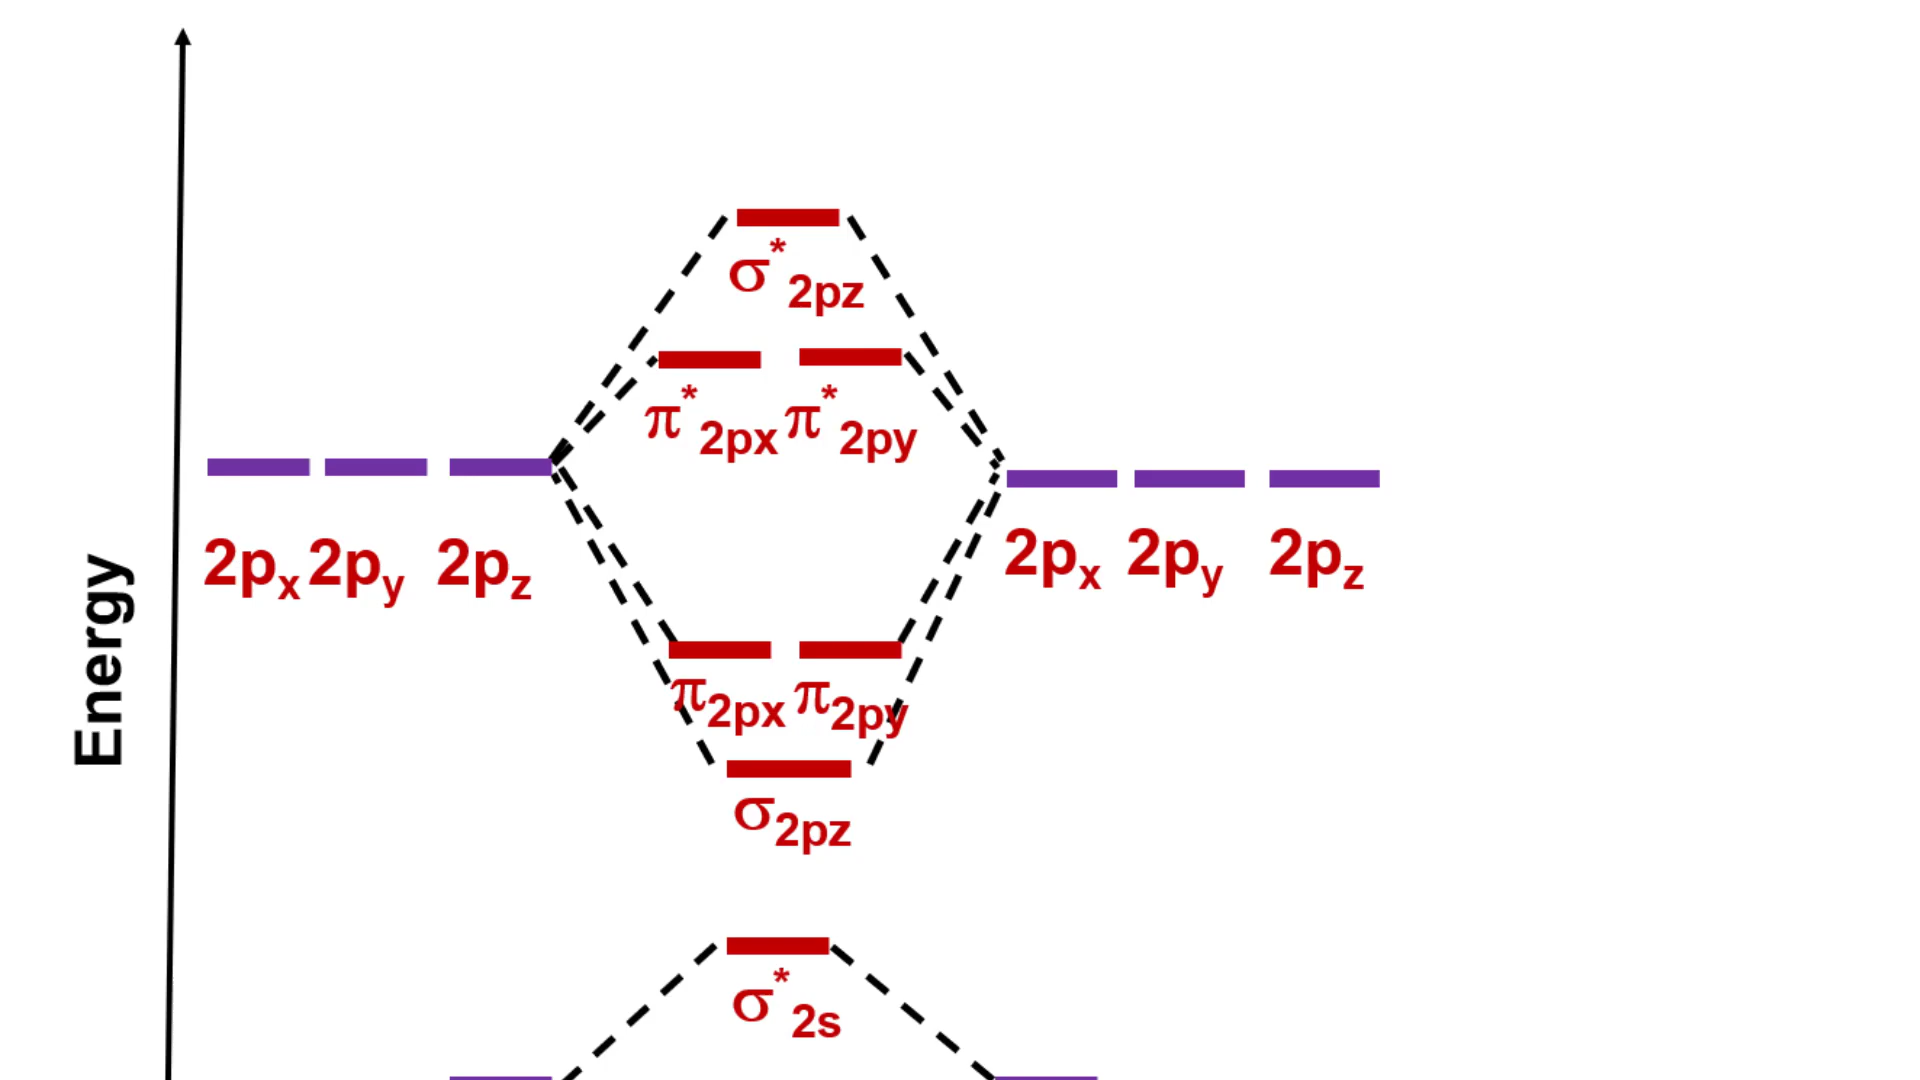 σ*2pz
π*2px π*2py
2px 2py 2pz
2px 2py 2pz
Energy
π2px π2py
σ2pz
σ*2s